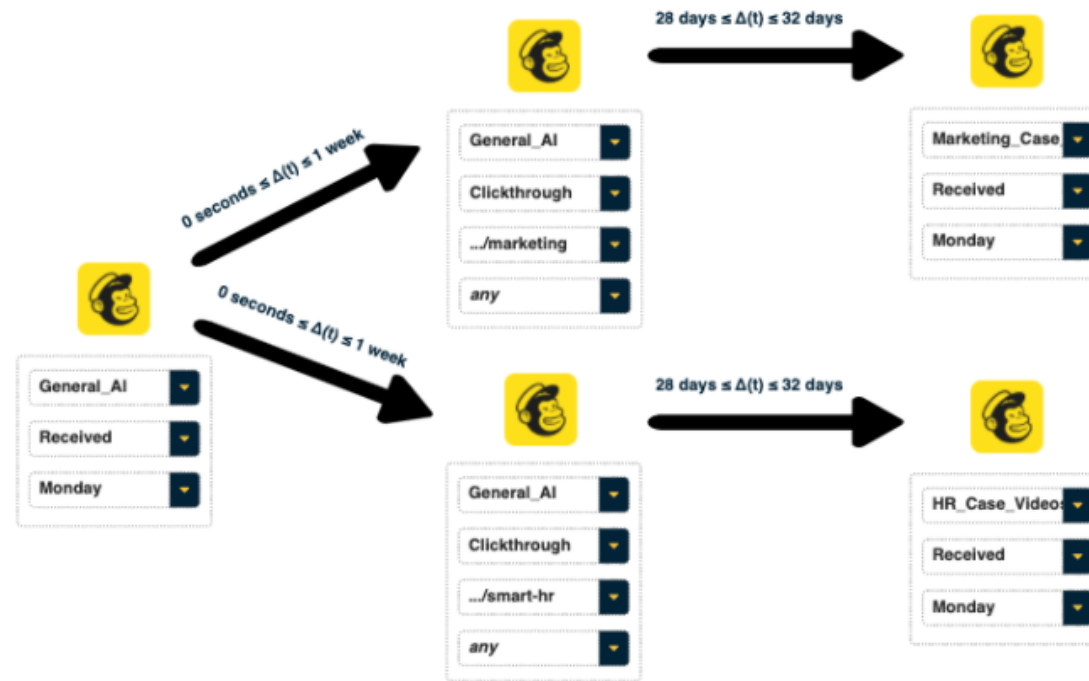 28 days ≤ Δ(t) ≤ 32 days
0 seconds ≤ Δ(t) ≤ 1 week
General_AI
Clickthrough
.../marketing
any
Marketing_Case_
Received
Monday
0 seconds ≤ Δ(t) ≤ 1 week
General_AI
Received
Monday
28 days ≤ Δ(t) ≤ 32 days
General_AI
Clickthrough
.../smart-hr
any
HR_Case_Videos
Received
Monday